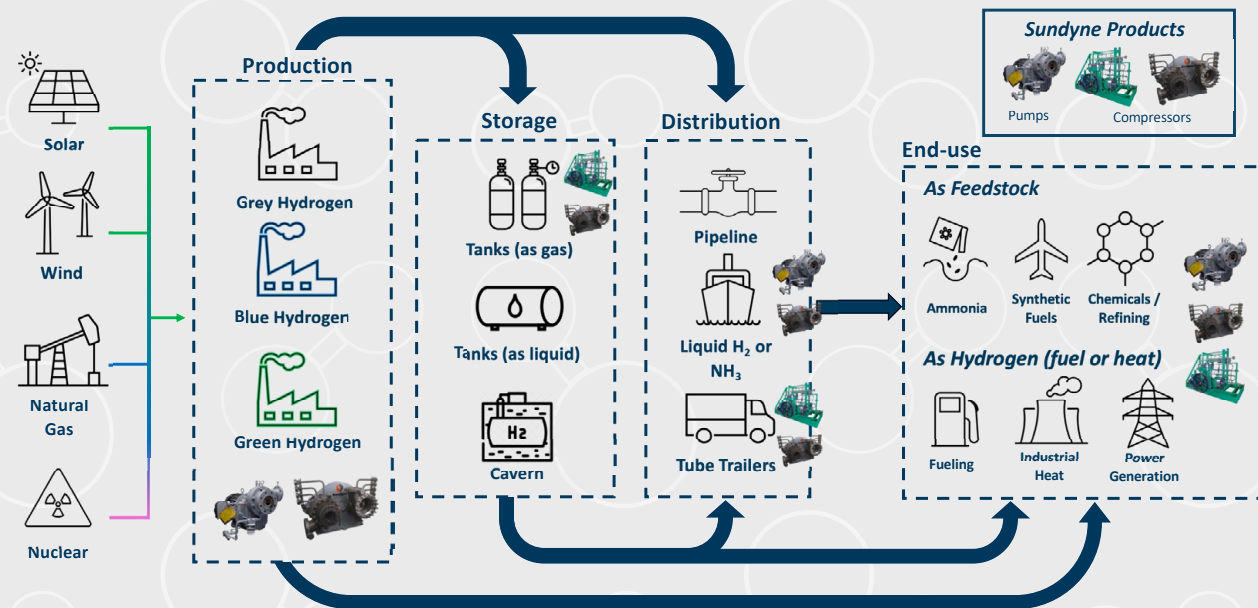 Sundyne Products
Pumps
Compressors
Solar
Wind
Natural
Gas
Nuclear
Production
Grey Hydrogen
Blue Hydrogen
Green Hydrogen
Storage
Tanks (as gas)
Tanks (as liquid)
H2
Cavern
Distribution
Pipeline
Liquid H₂ or
NH₃
Tube Trailers
End-use
As Feedstock
Ammonia
Synthetic
Fuels
Chemicals /
Refining
As Hydrogen (fuel or heat)
Fueling
Industrial
Heat
Power
Generation